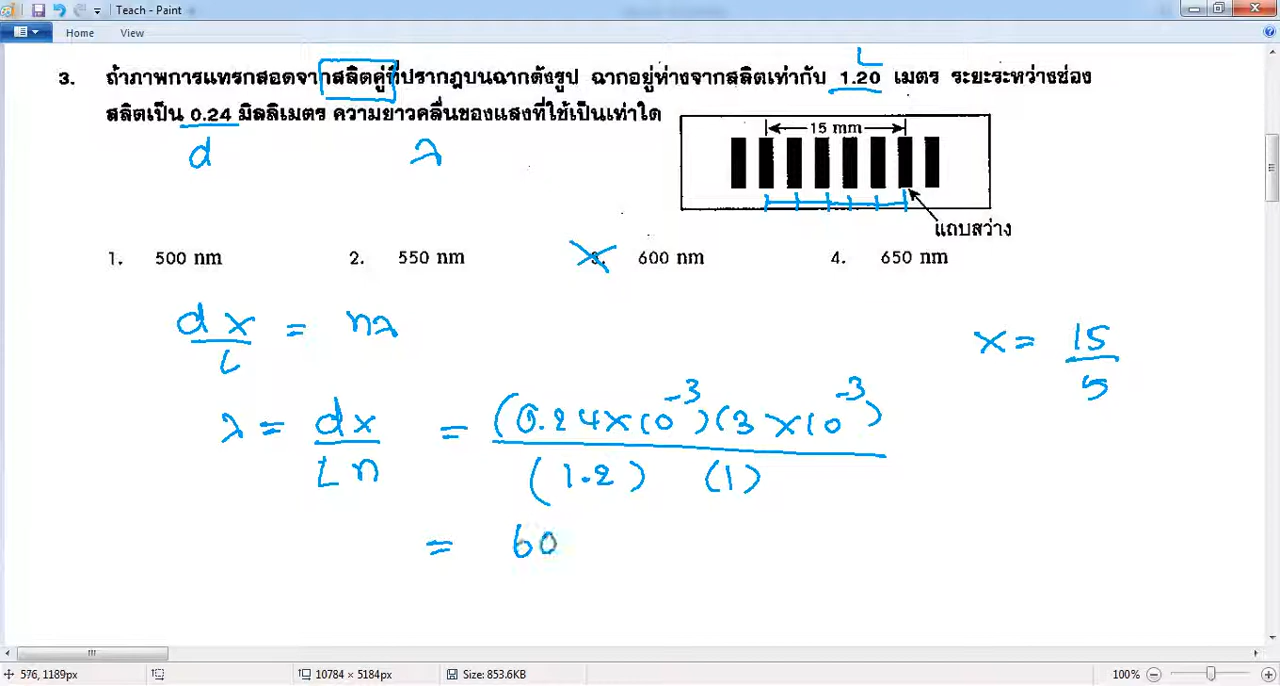 Teach - Paint
Home View
L
3. ถ้าภาพการแทรกสอดจากสลิตคู่ที่ปรากฏบนฉากดังรูป ฉากอยู่ห่างจากสลิตเท่ากับ 1.20 เมตร ระยะระหว่างช่อง
สลิตเป็น 0.24 มิลลิเมตร ความยาวคลื่นของแสงที่ใช้เป็นเท่าใด
15 mm
d λ
แถบสว่าง
1. 500 nm 2. 550 nm 3. 600 nm 4. 650 nm
dx/L = nλ
x = 15/5
λ = dx/Ln = (0.24×10⁻³)(3×10⁻³)/(1.2)(1)
= 60
576, 1189px 10784 × 5184px Size: 853.6KB 100%